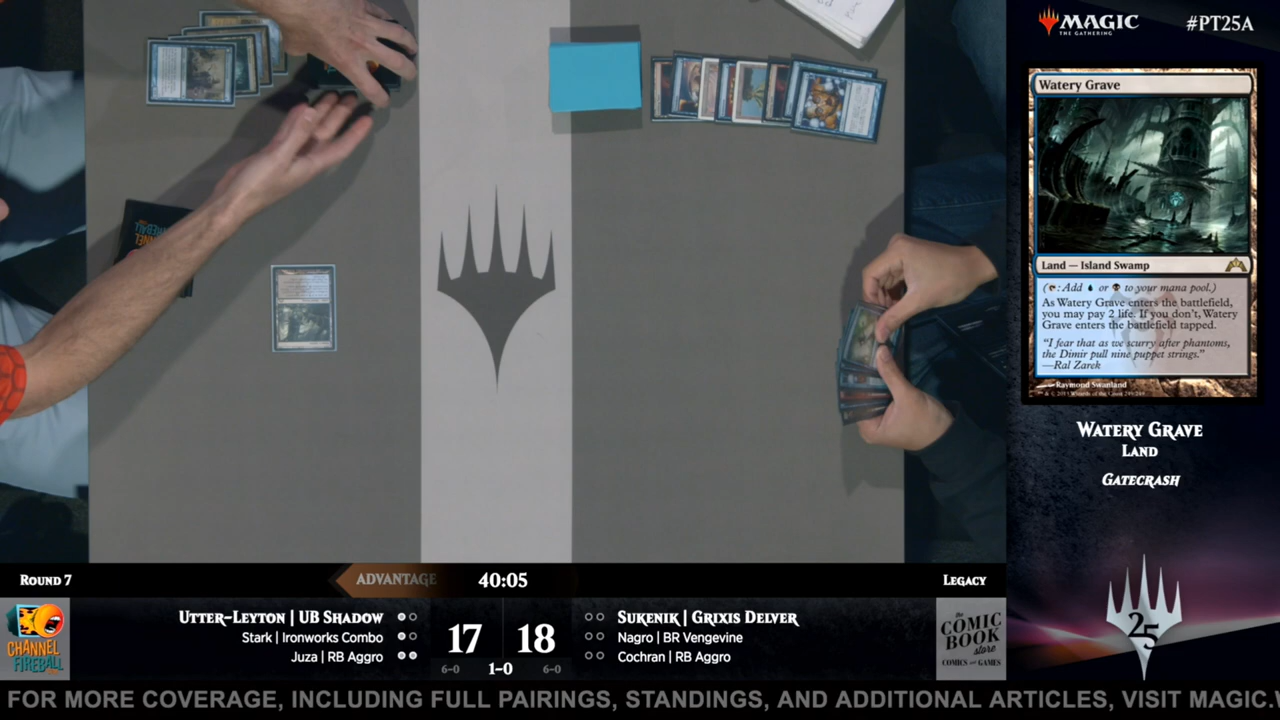 MAGIC
THE GATHERING
#PT25A
Watery Grave
Land — Island Swamp
( : Add or to your mana pool.)
As Watery Grave enters the battlefield,
you may pay 2 life. If you don't, Watery
Grave enters the battlefield tapped.
"I fear that as we scurry after phantoms,
the Dimir pull nine puppet strings."
—Ral Zarek
Raymond Swanland
WATERY GRAVE
LAND
GATECRASH
25
ROUND 7
ADVANTAGE
40:05
LEGACY
CHANNEL
FIREBALL
UTTER-LEYTON | UB SHADOW
Stark | Ironworks Combo
Juza | RB Aggro
17
18
6-0
1-0
6-0
SUKENIK | GRIXIS DELVER
Nagro | BR Vengevine
Cochran | RB Aggro
the
COMIC
BOOK
store
COMICS and GAMES
FOR MORE COVERAGE, INCLUDING FULL PAIRINGS, STANDINGS, AND ADDITIONAL ARTICLES, VISIT MAGIC.